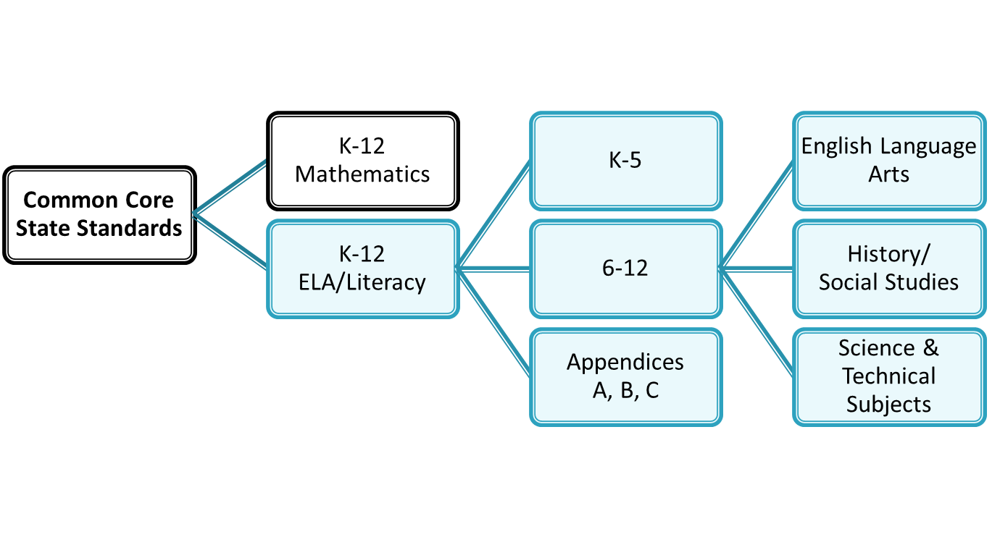 Common Core
State Standards
K-12
Mathematics
K-12
ELA/Literacy
K-5
6-12
Appendices
A, B, C
English Language
Arts
History/
Social Studies
Science &
Technical
Subjects